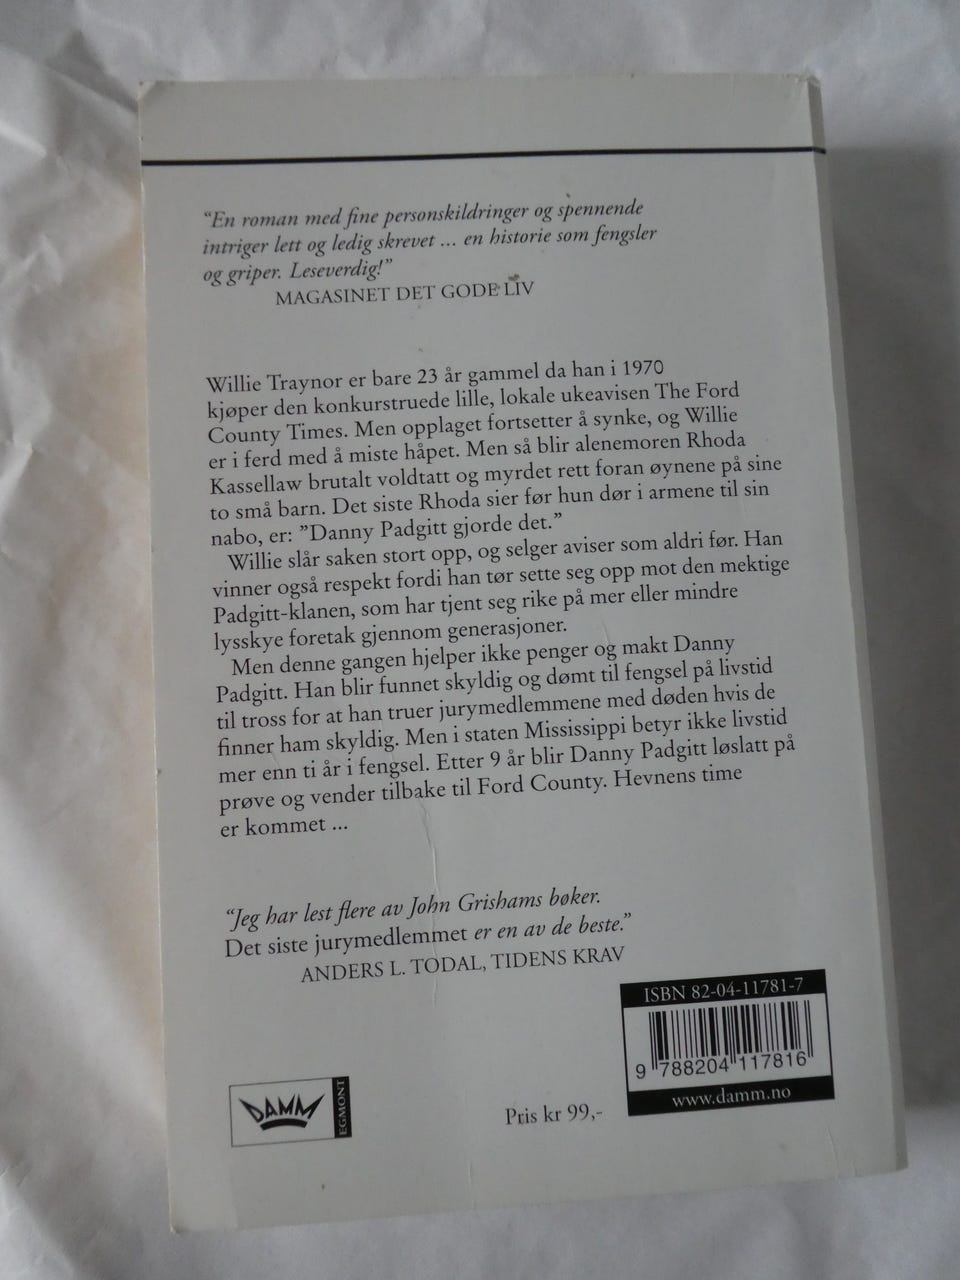 “En roman med fine personskildringer og spennende
intriger lett og ledig skrevet ... en historie som fengsler
og griper. Leseverdig!”
MAGASINET DET GODE LIV
Willie Traynor er bare 23 år gammel da han i 1970
kjøper den konkurstruede lille, lokale ukeavisen The Ford
County Times. Men opplaget fortsetter å synke, og Willie
er i ferd med å miste håpet. Men så blir alenemoren Rhoda
Kassellaw brutalt voldtatt og myrdet rett foran øynene på sine
to små barn. Det siste Rhoda sier før hun dør i armene til sin
nabo, er: ”Danny Padgitt gjorde det.”
Willie slår saken stort opp, og selger aviser som aldri før. Han
vinner også respekt fordi han tør sette seg opp mot den mektige
Padgitt-klanen, som har tjent seg rike på mer eller mindre
lysskye foretak gjennom generasjoner.
Men denne gangen hjelper ikke penger og makt Danny
Padgitt. Han blir funnet skyldig og dømt til fengsel på livstid
til tross for at han truer jurymedlemmene med døden hvis de
finner ham skyldig. Men i staten Mississippi betyr ikke livstid
mer enn ti år i fengsel. Etter 9 år blir Danny Padgitt løslatt på
prøve og vender tilbake til Ford County. Hevnens time
er kommet ...
“Jeg har lest flere av John Grishams bøker.
Det siste jurymedlemmet er en av de beste.”
ANDERS L. TODAL, TIDENS KRAV
ISBN 82-04-11781-7
9 788204 117816
www.damm.no
Pris kr 99,-
DAMM
EGMONT